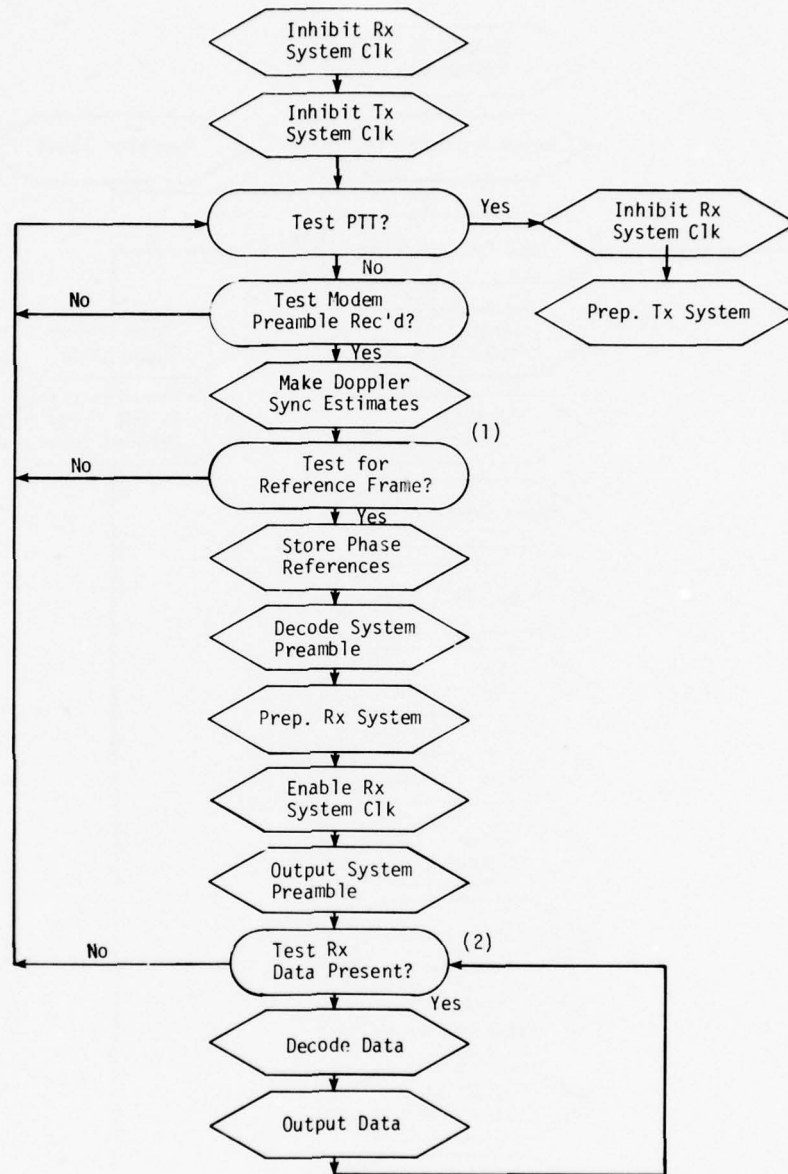 Inhibit Rx
System Clk
Inhibit Tx
System Clk
Test PTT?
Yes
Inhibit Rx
System Clk
No
Prep. Tx System
Test Modem
Preamble Rec'd?
No
Yes
Make Doppler
Sync Estimates
(1)
Test for
Reference Frame?
No
Yes
Store Phase
References
Decode System
Preamble
Prep. Rx System
Enable Rx
System Clk
Output System
Preamble
(2)
Test Rx
Data Present?
No
Yes
Decode Data
Output Data